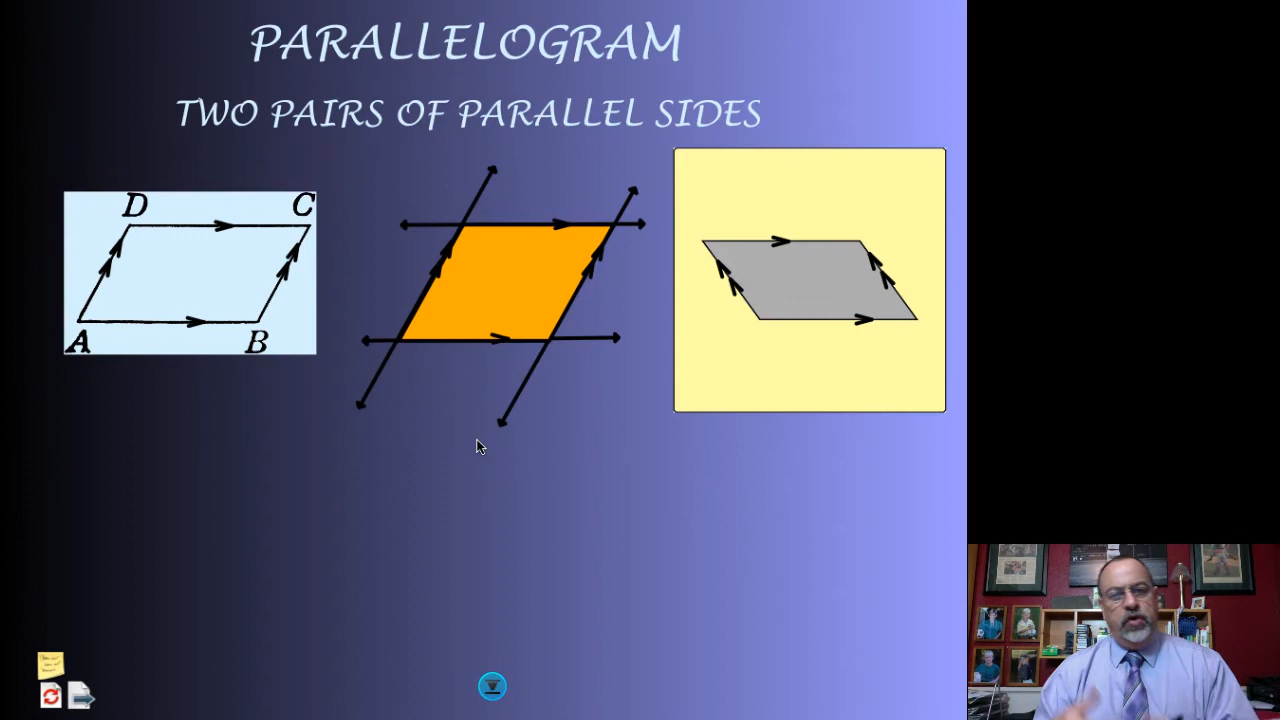 PARALLELOGRAM
TWO PAIRS OF PARALLEL SIDES
D C
A B